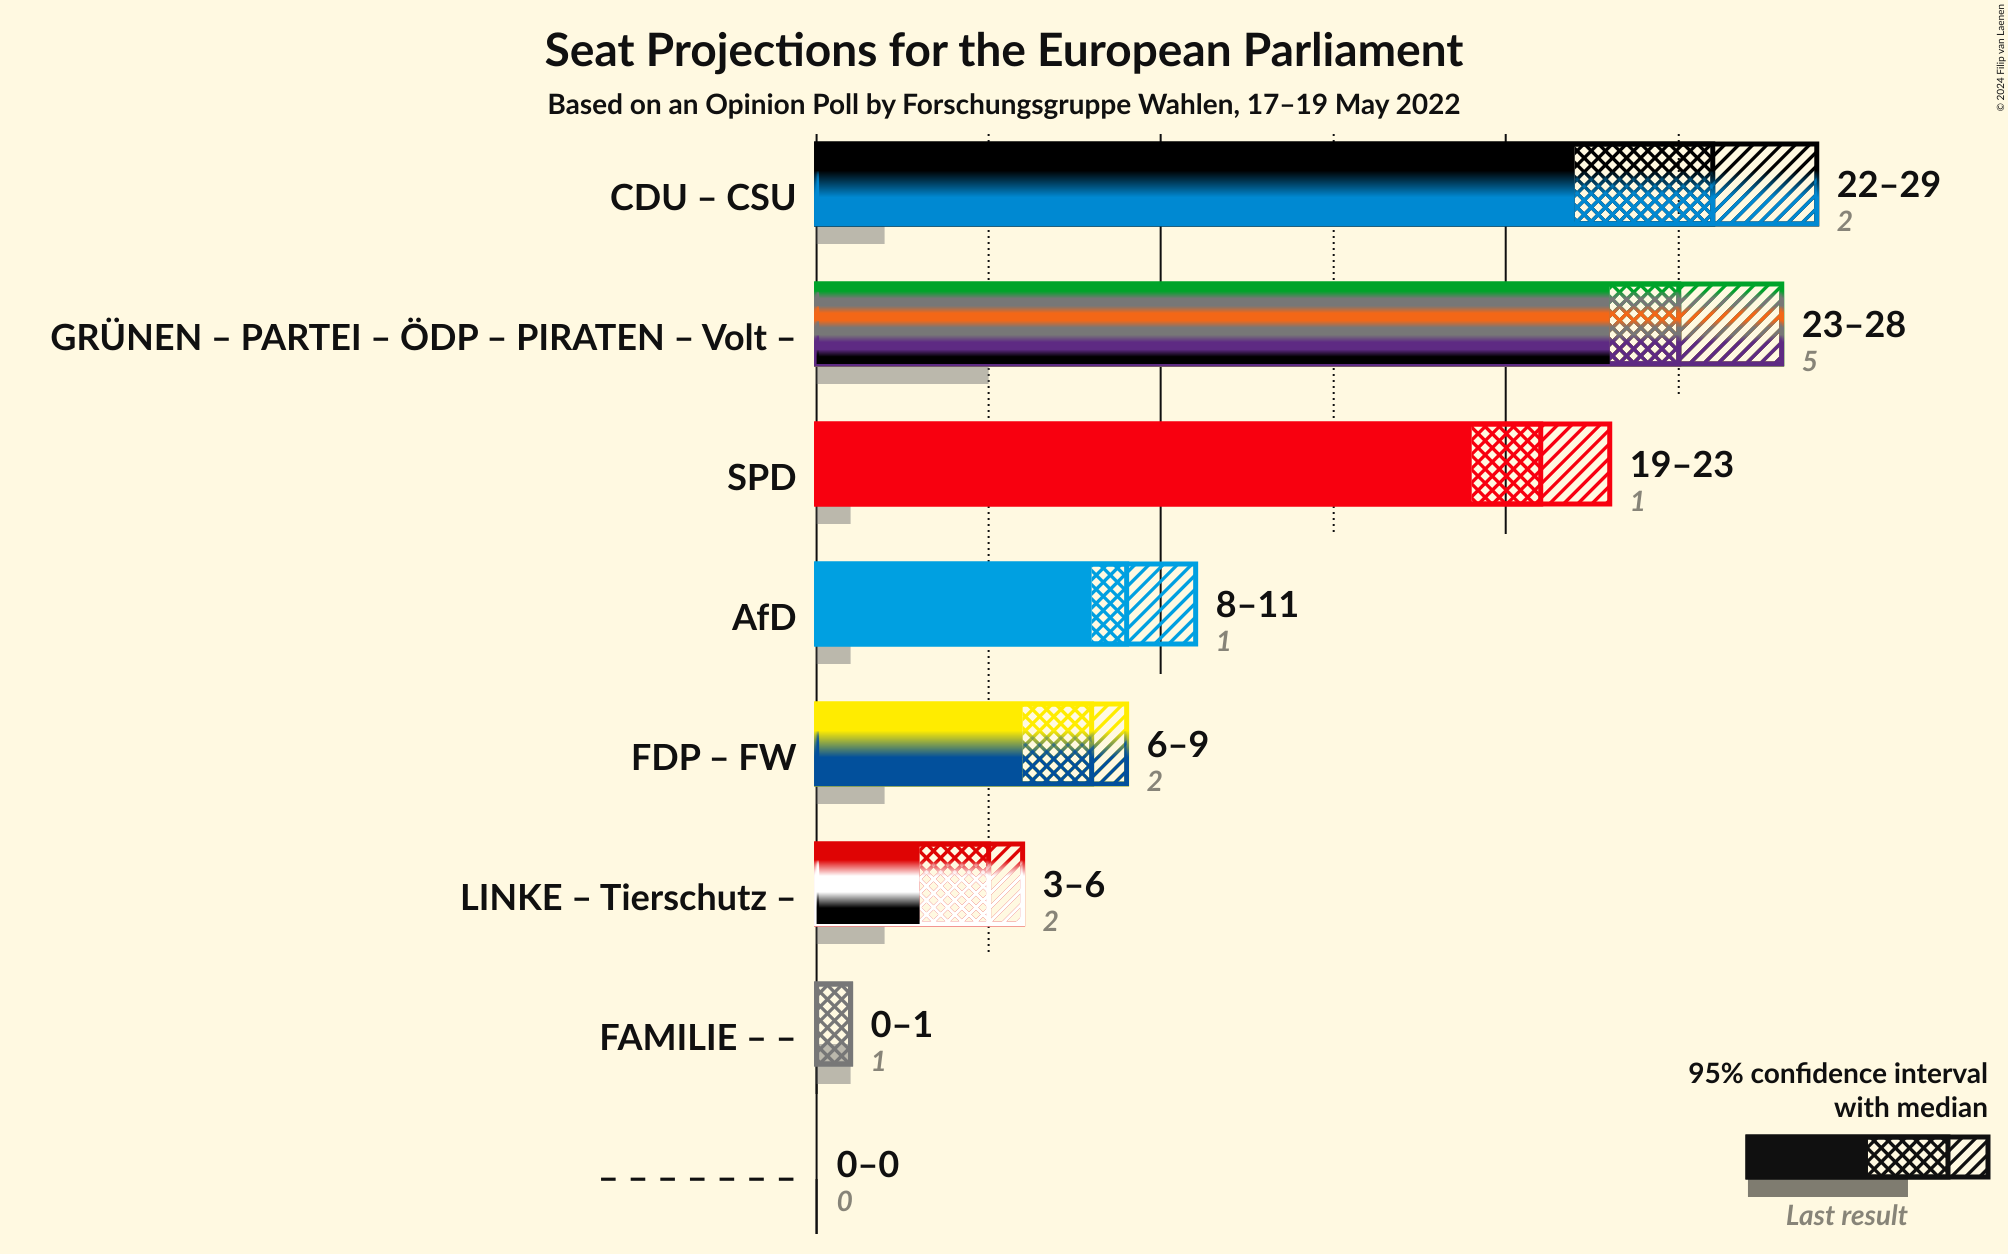 Seat Projections for the European Parliament
Based on an Opinion Poll by Forschungsgruppe Wahlen, 17–19 May 2022
© 2024 Filip van Laenen
CDU – CSU
22–29
2
GRÜNEN – PARTEI – ÖDP – PIRATEN – Volt –
23–28
5
SPD
19–23
1
AfD
8–11
1
FDP – FW
6–9
2
LINKE – Tierschutz –
3–6
2
FAMILIE – –
0–1
1
– – – – – – –
0–0
0
95% confidence interval
with median
Last result